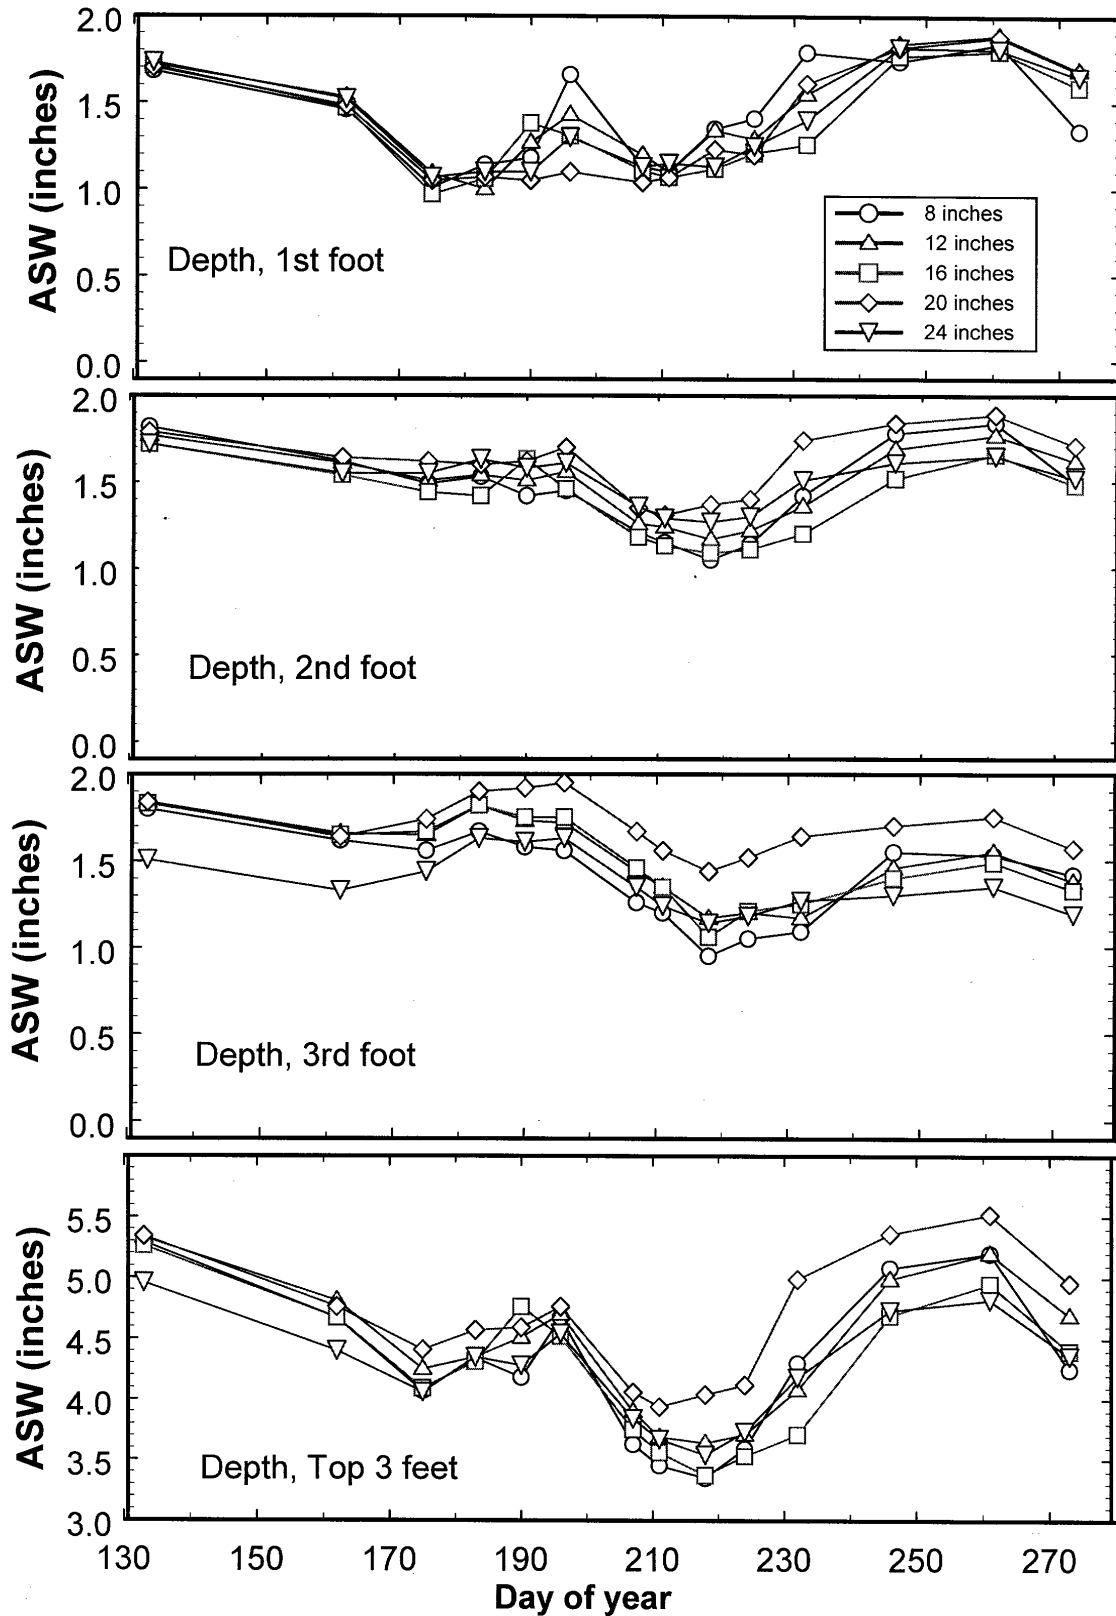 2.0
1.5
1.0
0.5
0.0
ASW (inches)
Depth, 1st foot
8 inches
12 inches
16 inches
20 inches
24 inches
2.0
1.5
1.0
0.5
0.0
ASW (inches)
Depth, 2nd foot
2.0
1.5
1.0
0.5
0.0
ASW (inches)
Depth, 3rd foot
5.5
5.0
4.5
4.0
3.5
3.0
ASW (inches)
Depth, Top 3 feet
130 150 170 190 210 230 250 270
Day of year